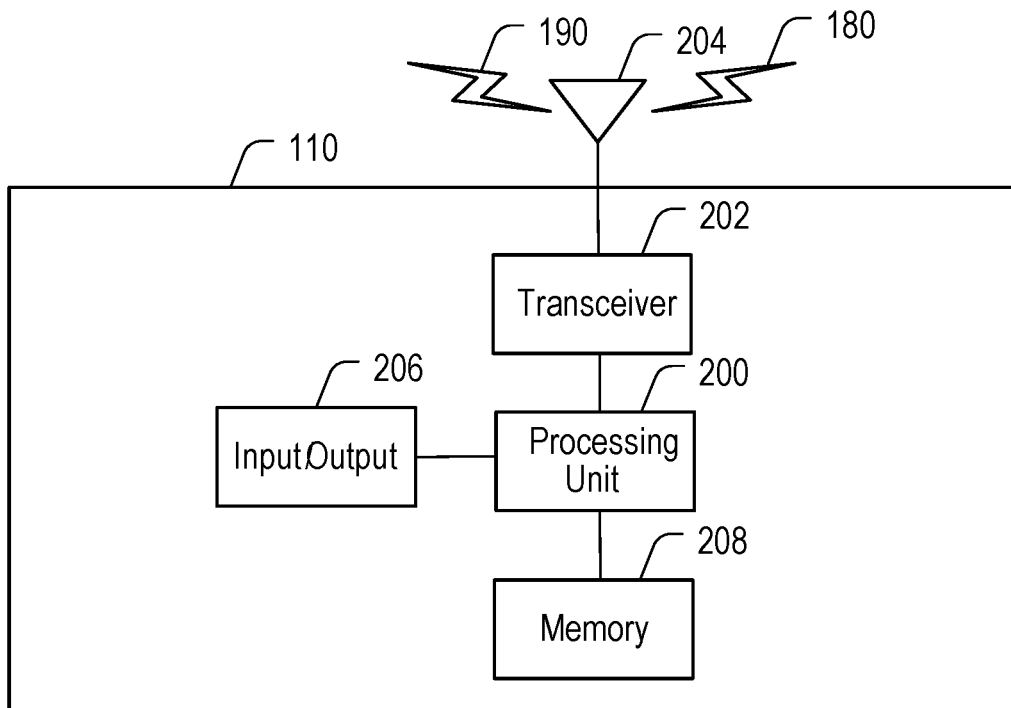 190
204
180
110
202
Transceiver
206
200
Input/Output
Processing
Unit
208
Memory